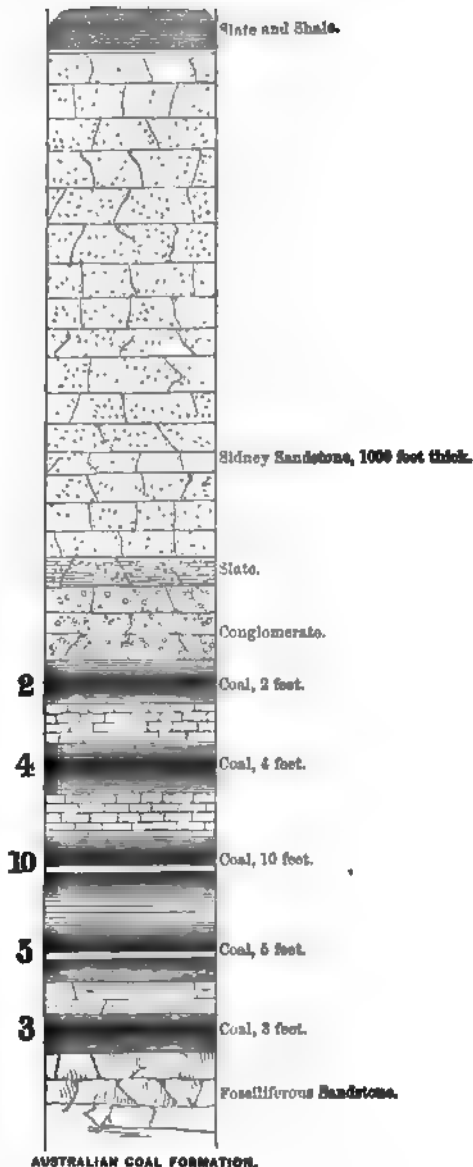 Slate and Shale.
Sidney Sandstone, 1000 feet thick.
Slate.
Conglomerate.
2 Coal, 2 feet.
4 Coal, 4 feet.
10 Coal, 10 feet.
5 Coal, 5 feet.
3 Coal, 3 feet.
Fossiliferous Sandstone.
AUSTRALIAN COAL FORMATION.